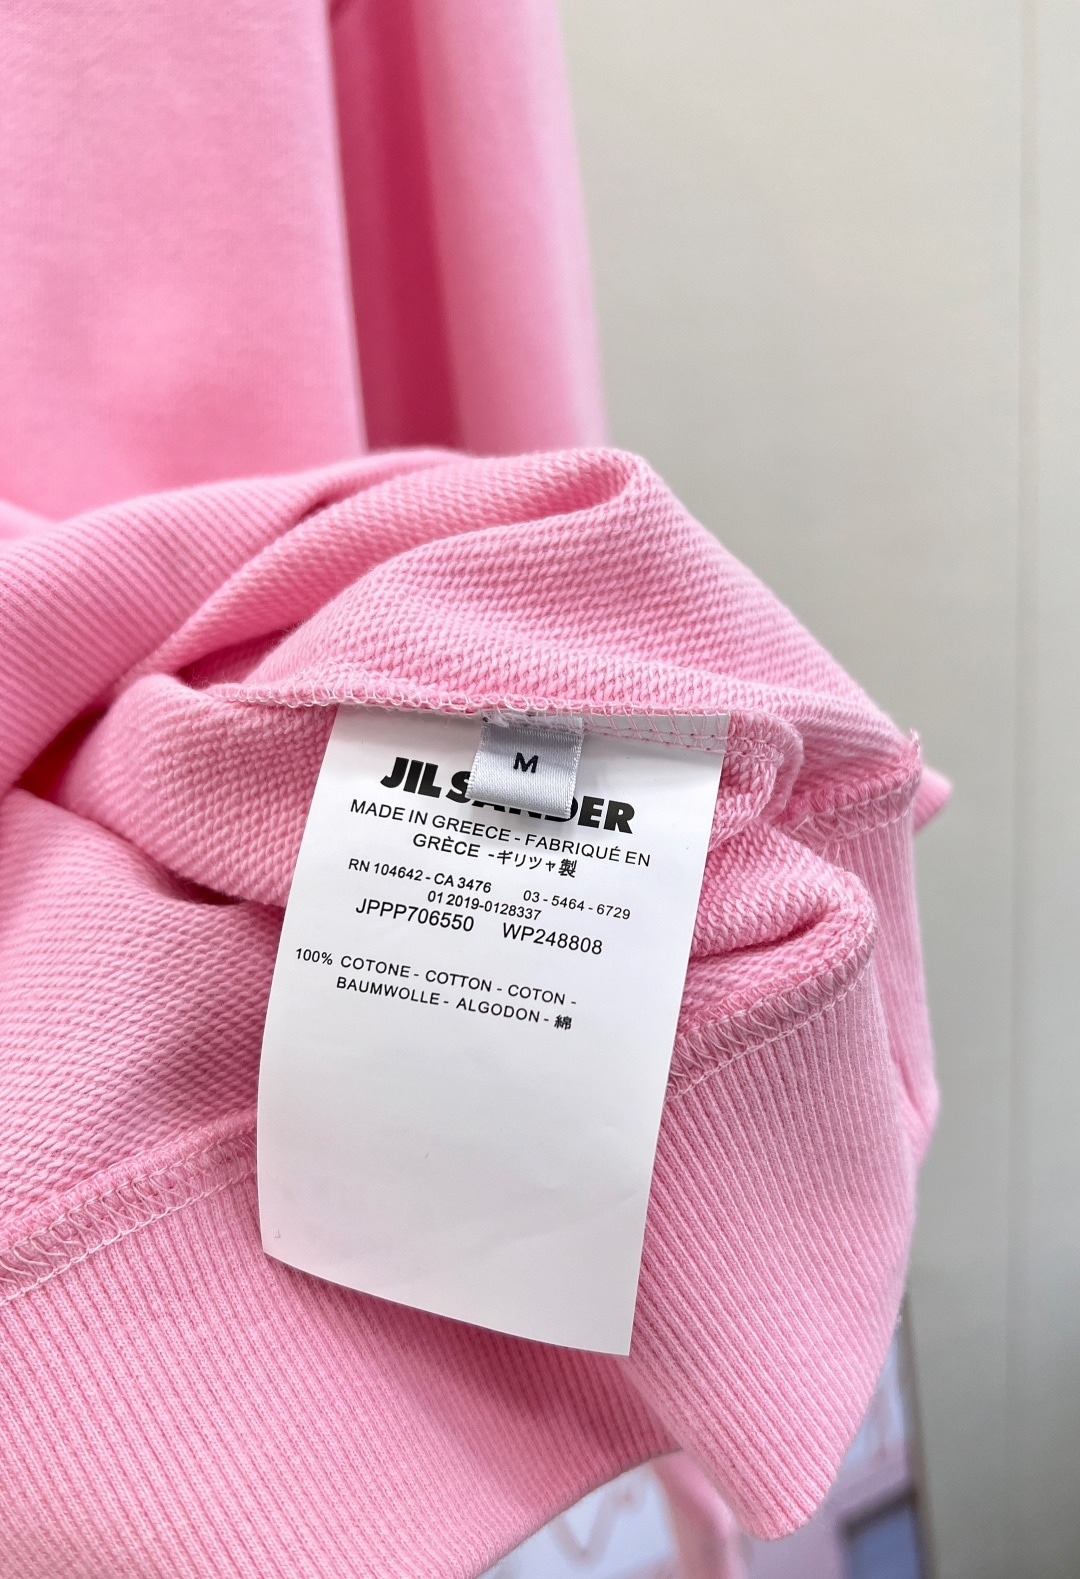 M
JIL SANDER
MADE IN GREECE - FABRIQUÉ EN
GRÈCE -ギリツャ製
RN 104642 - CA 3476 03 - 5464 - 6729
01 2019-0128337
JPPP706550 WP248808
100% COTONE - COTTON - COTON -
BAUMWOLLE - ALGODON - 綿